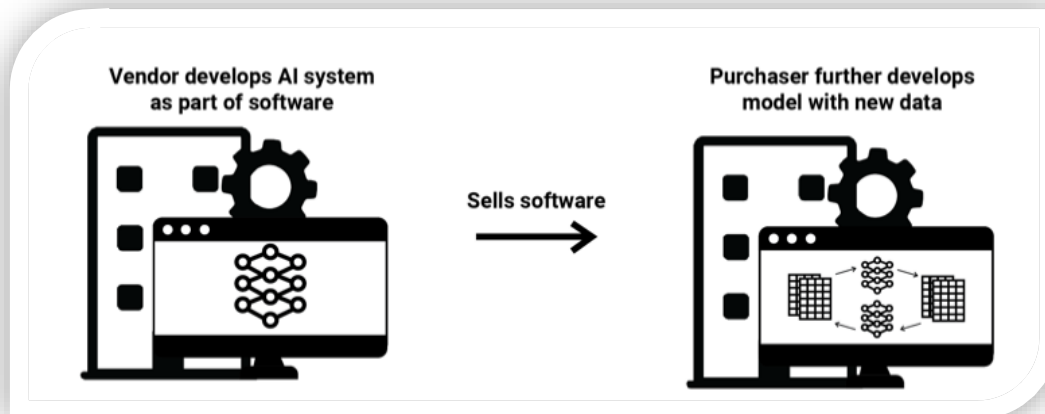 Vendor develops AI system
as part of software
Sells software
Purchaser further develops
model with new data